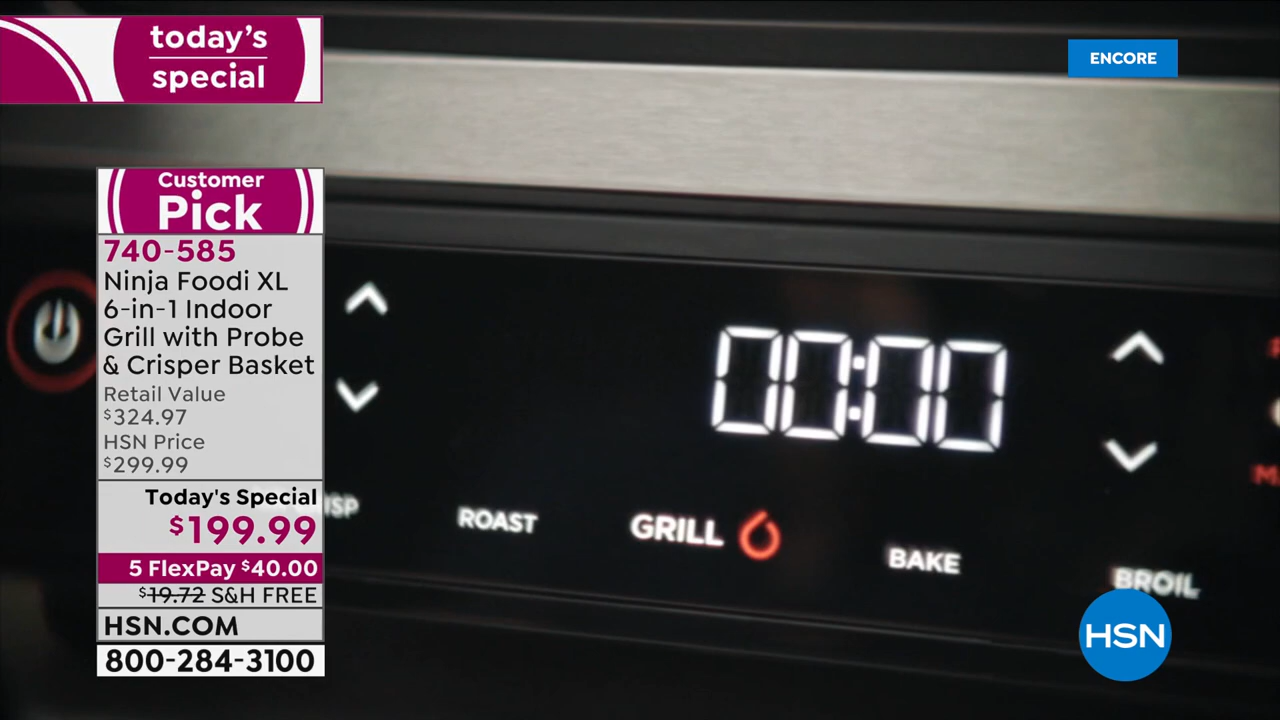 today's
special
ENCORE
Customer
Pick
740-585
Ninja Foodi XL
6-in-1 Indoor
Grill with Probe
& Crisper Basket
Retail Value
$324.97
HSN Price
$299.99
Today's Special
$199.99
5 FlexPay $40.00
$19.72 S&H FREE
HSN.COM
800-284-3100
00:00
ROAST
GRILL
BAKE
BROIL
HSN